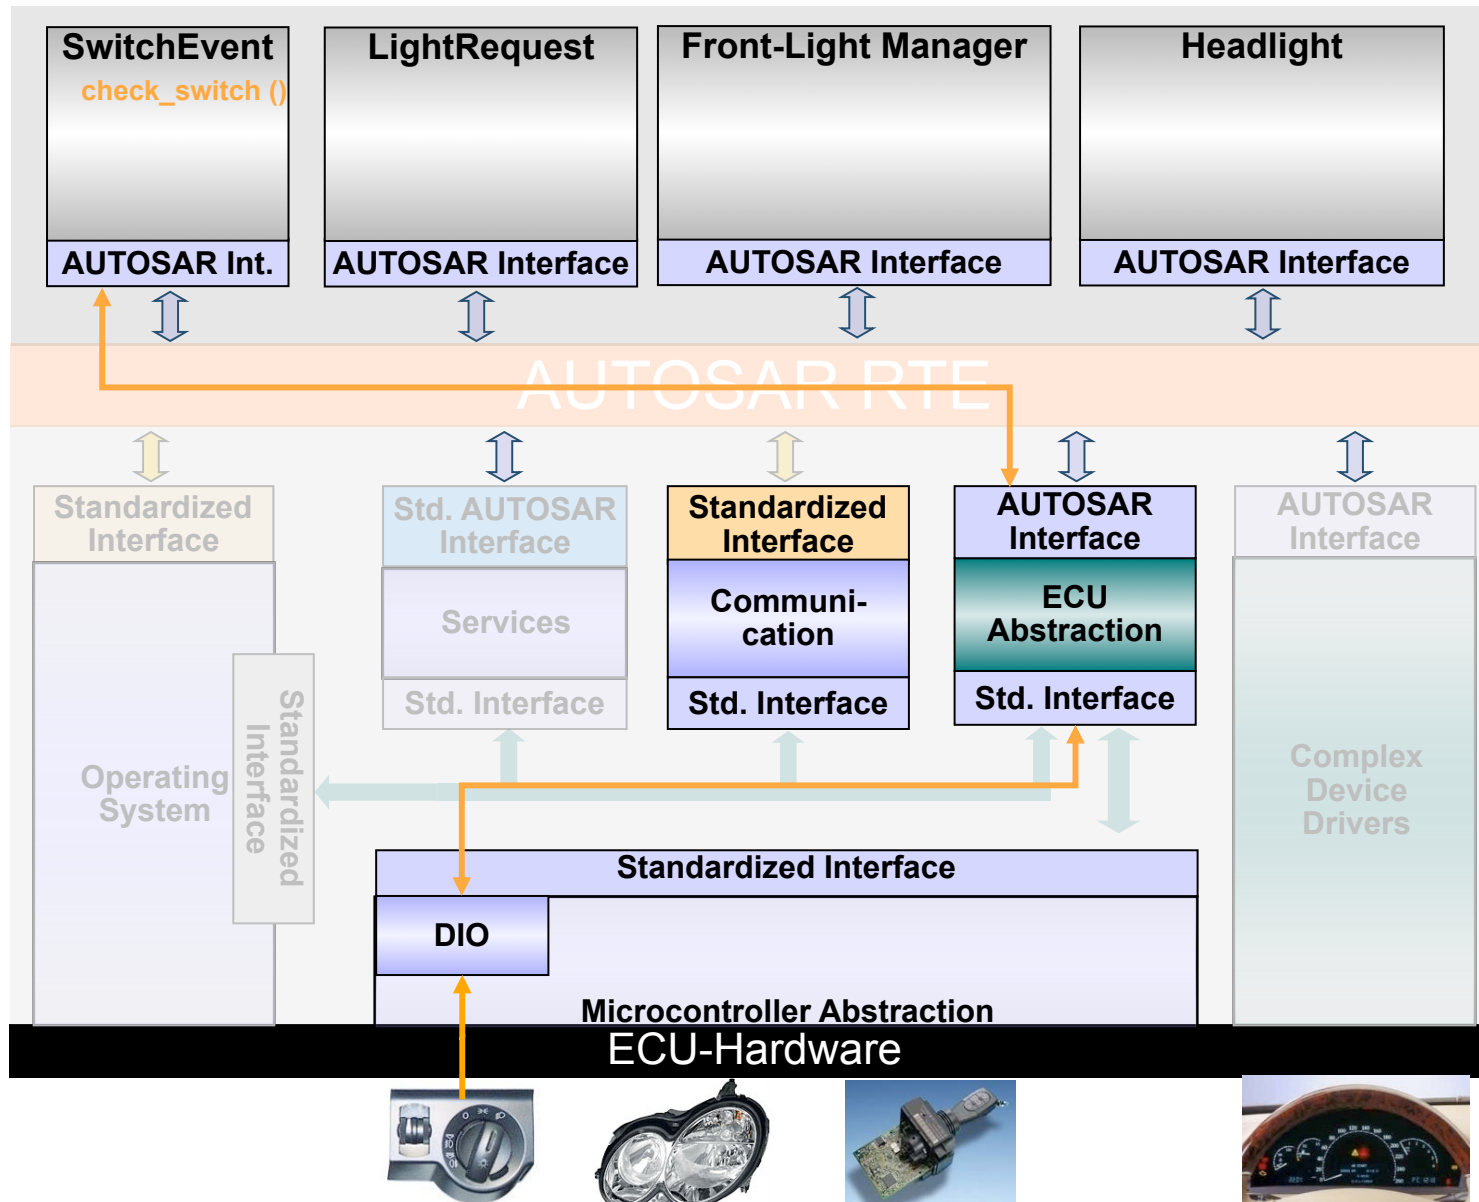 SwitchEvent
check_switch ()
AUTOSAR Int.
LightRequest
AUTOSAR Interface
Front-Light Manager
AUTOSAR Interface
Headlight
AUTOSAR Interface
AUTOSAR RTE
Standardized
Interface
Operating
System
Standardized
Interface
Std. AUTOSAR
Interface
Services
Std. Interface
Standardized
Interface
Communi-
cation
Std. Interface
AUTOSAR
Interface
ECU
Abstraction
Std. Interface
AUTOSAR
Interface
Complex
Device
Drivers
Standardized Interface
DIO
Microcontroller Abstraction
ECU-Hardware